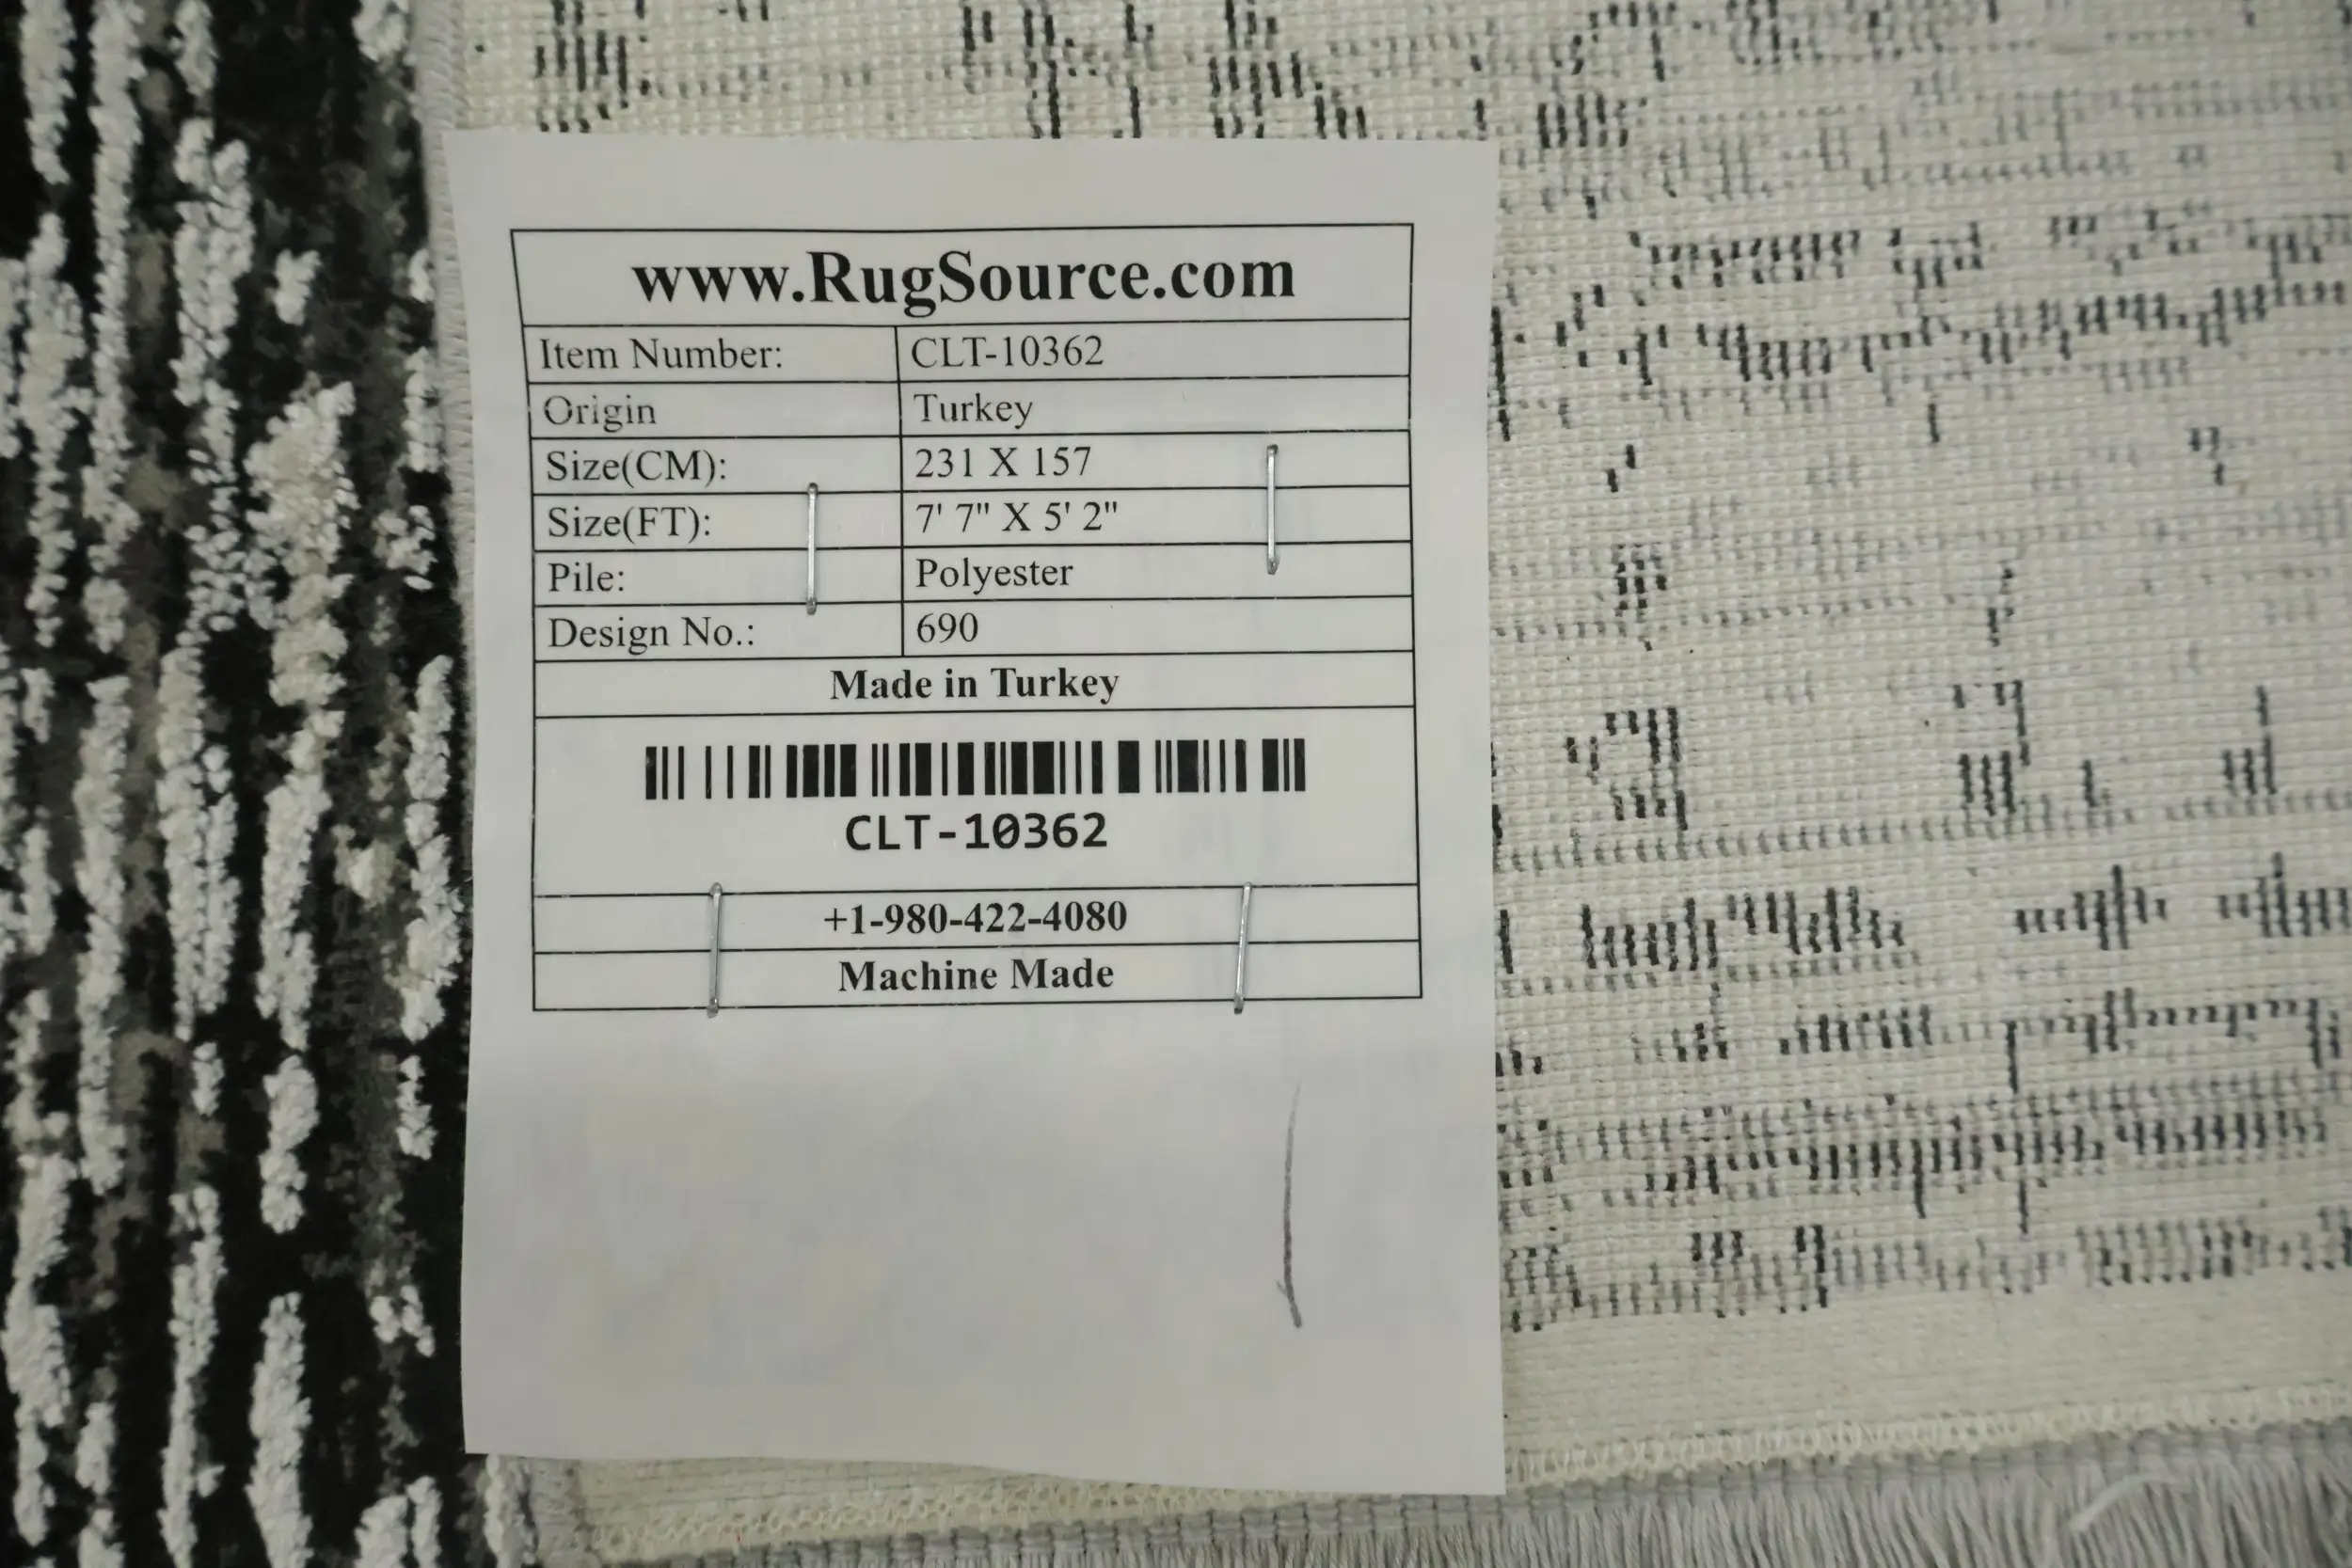 www.RugSource.com
Item Number: CLT-10362
Origin Turkey
Size(CM): 231 X 157
Size(FT): 7' 7" X 5' 2"
Pile: Polyester
Design No.: 690
Made in Turkey
CLT-10362
+1-980-422-4080
Machine Made